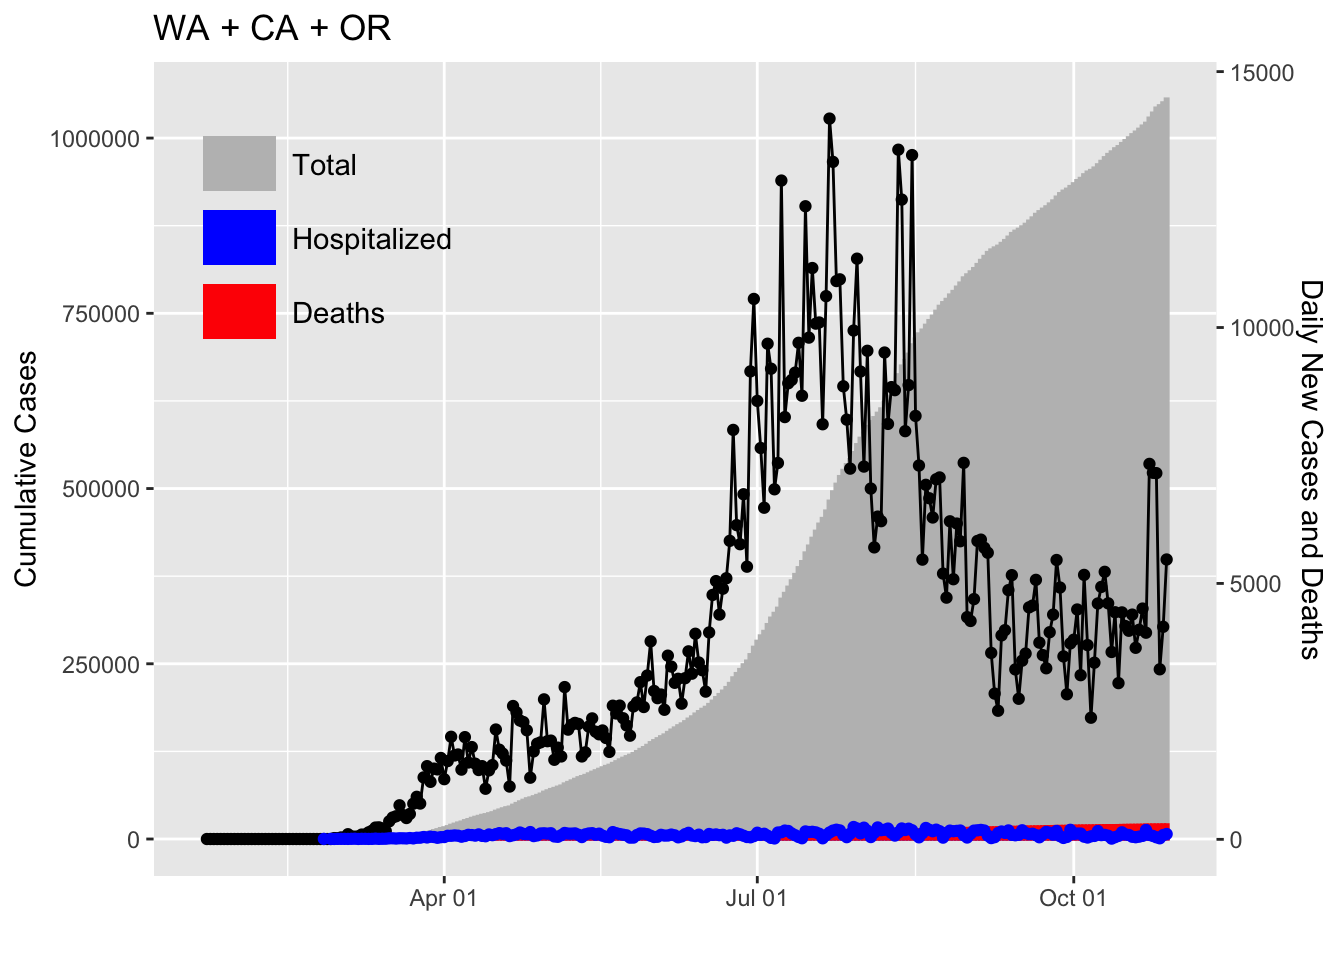 WA + CA + OR
Total
Hospitalized
Deaths
Cumulative Cases
1000000
750000
500000
250000
0
15000
10000
5000
0
Daily New Cases and Deaths
Apr 01
Jul 01
Oct 01